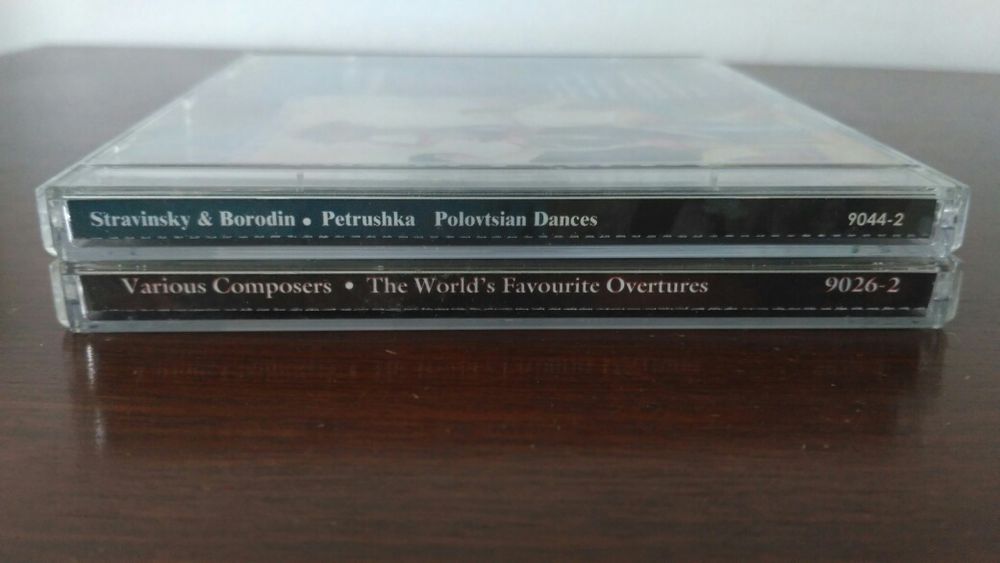 Stravinsky & Borodin • Petrushka Polovtsian Dances 9044-2
Various Composers • The World's Favourite Overtures 9026-2